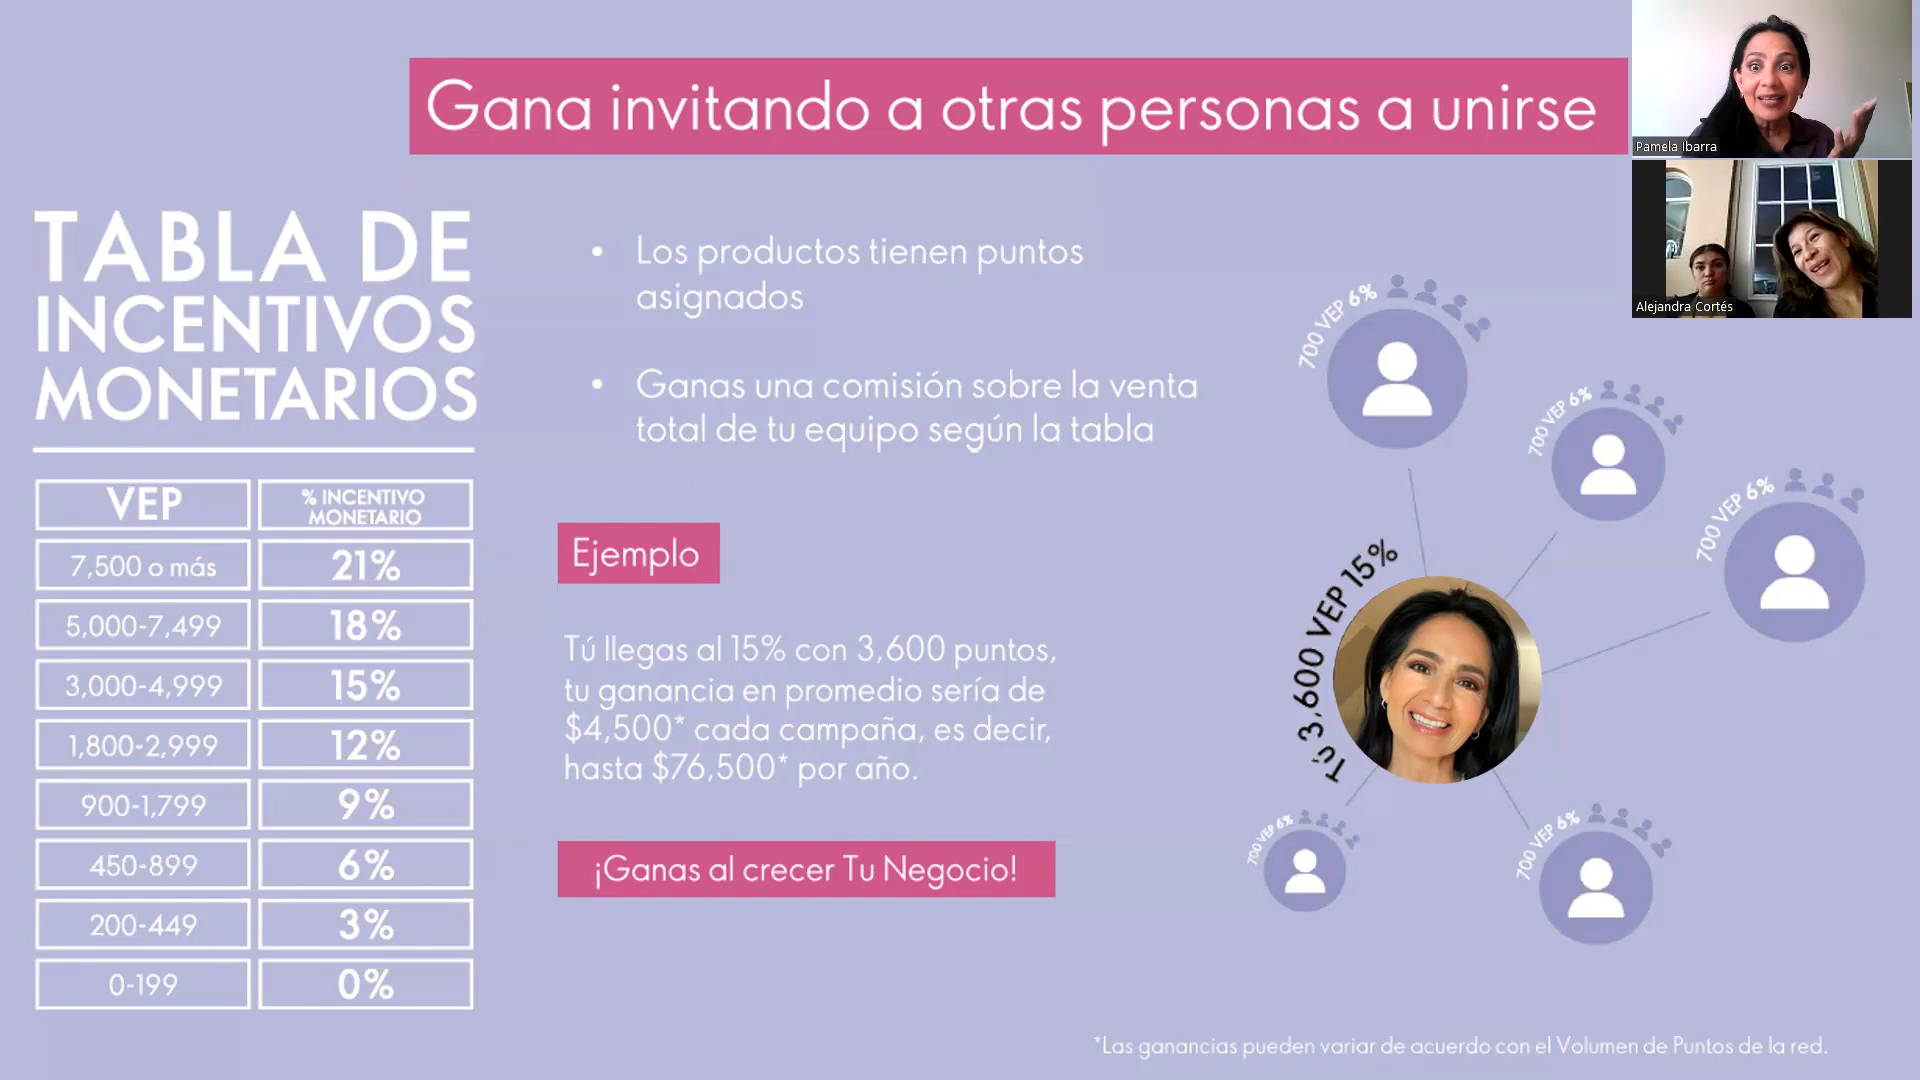 Gana invitando a otras personas a unirse
Pamela Ibarra
Alejandra Cortés
TABLA DE
INCENTIVOS
MONETARIOS
VEP
% INCENTIVO
MONETARIO
7,500 o más
21%
5,000-7,499
18%
3,000-4,999
15%
1,800-2,999
12%
900-1,799
9%
450-899
6%
200-449
3%
0-199
0%
• Los productos tienen puntos
asignados
• Ganas una comisión sobre la venta
total de tu equipo según la tabla
Ejemplo
Tú llegas al 15% con 3,600 puntos,
tu ganancia en promedio sería de
$4,500* cada campaña, es decir,
hasta $76,500* por año.
¡Ganas al crecer Tu Negocio!
700 VEP 6%
700 VEP 6%
700 VEP 6%
Tú 3,600 VEP 15%
700 VEP 6%
700 VEP 6%
*Las ganancias pueden variar de acuerdo con el Volumen de Puntos de la red.